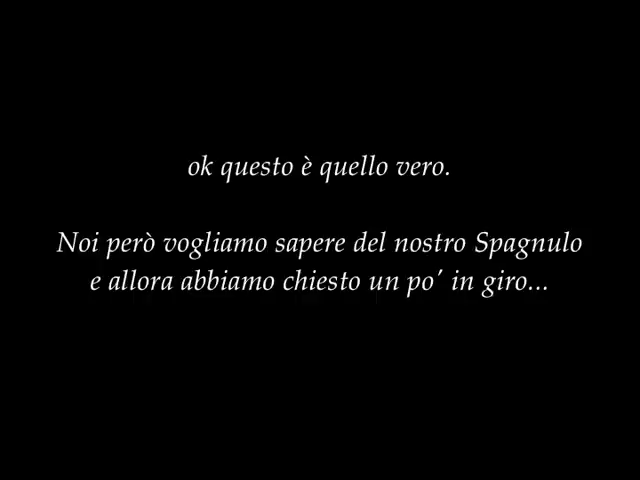 ok questo è quello vero.
Noi però vogliamo sapere del nostro Spagnulo
e allora abbiamo chiesto un po' in giro...